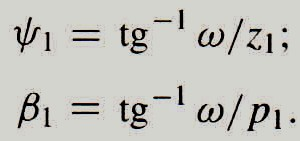 ψ₁ = tg⁻¹ ω/z₁;
β₁ = tg⁻¹ ω/p₁.